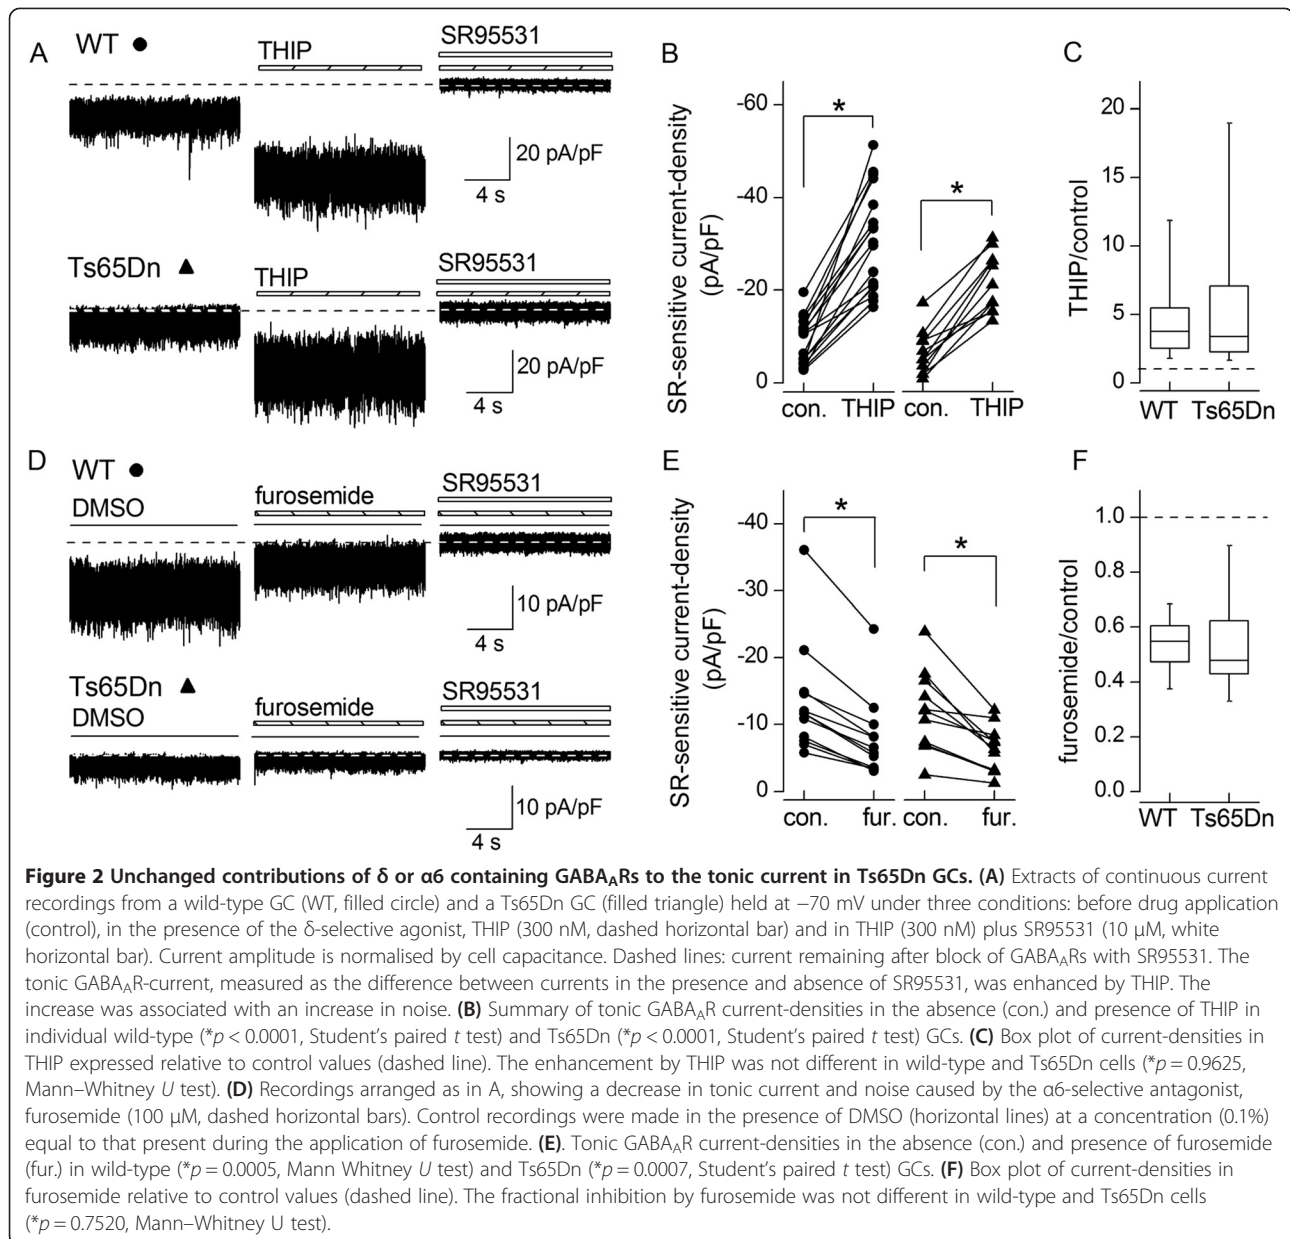 A
WT
THIP
SR95531
20 pA/pF
4 s
Ts65Dn
THIP
SR95531
20 pA/pF
4 s
B
SR-sensitive current-density
(pA/pF)
-60
-40
-20
0
*
*
con. THIP con. THIP
C
THIP/control
20
15
10
5
0
WT Ts65Dn
D
WT
DMSO
furosemide
SR95531
10 pA/pF
4 s
Ts65Dn
DMSO
furosemide
SR95531
10 pA/pF
4 s
E
SR-sensitive current-density
(pA/pF)
-40
-30
-20
-10
0
*
*
con. fur. con. fur.
F
furosemide/control
1.0
0.8
0.6
0.4
0.2
0.0
WT Ts65Dn
Figure 2 Unchanged contributions of δ or α6 containing GABAARs to the tonic current in Ts65Dn GCs. (A) Extracts of continuous current
recordings from a wild-type GC (WT, filled circle) and a Ts65Dn GC (filled triangle) held at −70 mV under three conditions: before drug application
(control), in the presence of the δ-selective agonist, THIP (300 nM, dashed horizontal bar) and in THIP (300 nM) plus SR95531 (10 μM, white
horizontal bar). Current amplitude is normalised by cell capacitance. Dashed lines: current remaining after block of GABAARs with SR95531. The
tonic GABAAR-current, measured as the difference between currents in the presence and absence of SR95531, was enhanced by THIP. The
increase was associated with an increase in noise. (B) Summary of tonic GABAAR current-densities in the absence (con.) and presence of THIP in
individual wild-type (*p < 0.0001, Student's paired t test) and Ts65Dn (*p < 0.0001, Student's paired t test) GCs. (C) Box plot of current-densities in
THIP expressed relative to control values (dashed line). The enhancement by THIP was not different in wild-type and Ts65Dn cells (*p = 0.9625,
Mann–Whitney U test). (D) Recordings arranged as in A, showing a decrease in tonic current and noise caused by the α6-selective antagonist,
furosemide (100 μM, dashed horizontal bars). Control recordings were made in the presence of DMSO (horizontal lines) at a concentration (0.1%)
equal to that present during the application of furosemide. (E). Tonic GABAAR current-densities in the absence (con.) and presence of furosemide
(fur.) in wild-type (*p = 0.0005, Mann Whitney U test) and Ts65Dn (*p = 0.0007, Student's paired t test) GCs. (F) Box plot of current-densities in
furosemide relative to control values (dashed line). The fractional inhibition by furosemide was not different in wild-type and Ts65Dn cells
(*p = 0.7520, Mann–Whitney U test).